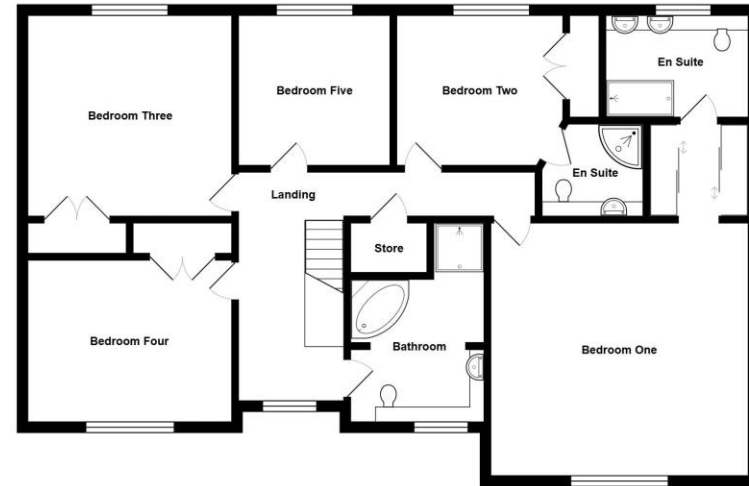 En Suite
Bedroom Three
Bedroom Five
Bedroom Two
En Suite
Landing
Store
Bedroom Four
Bathroom
Bedroom One